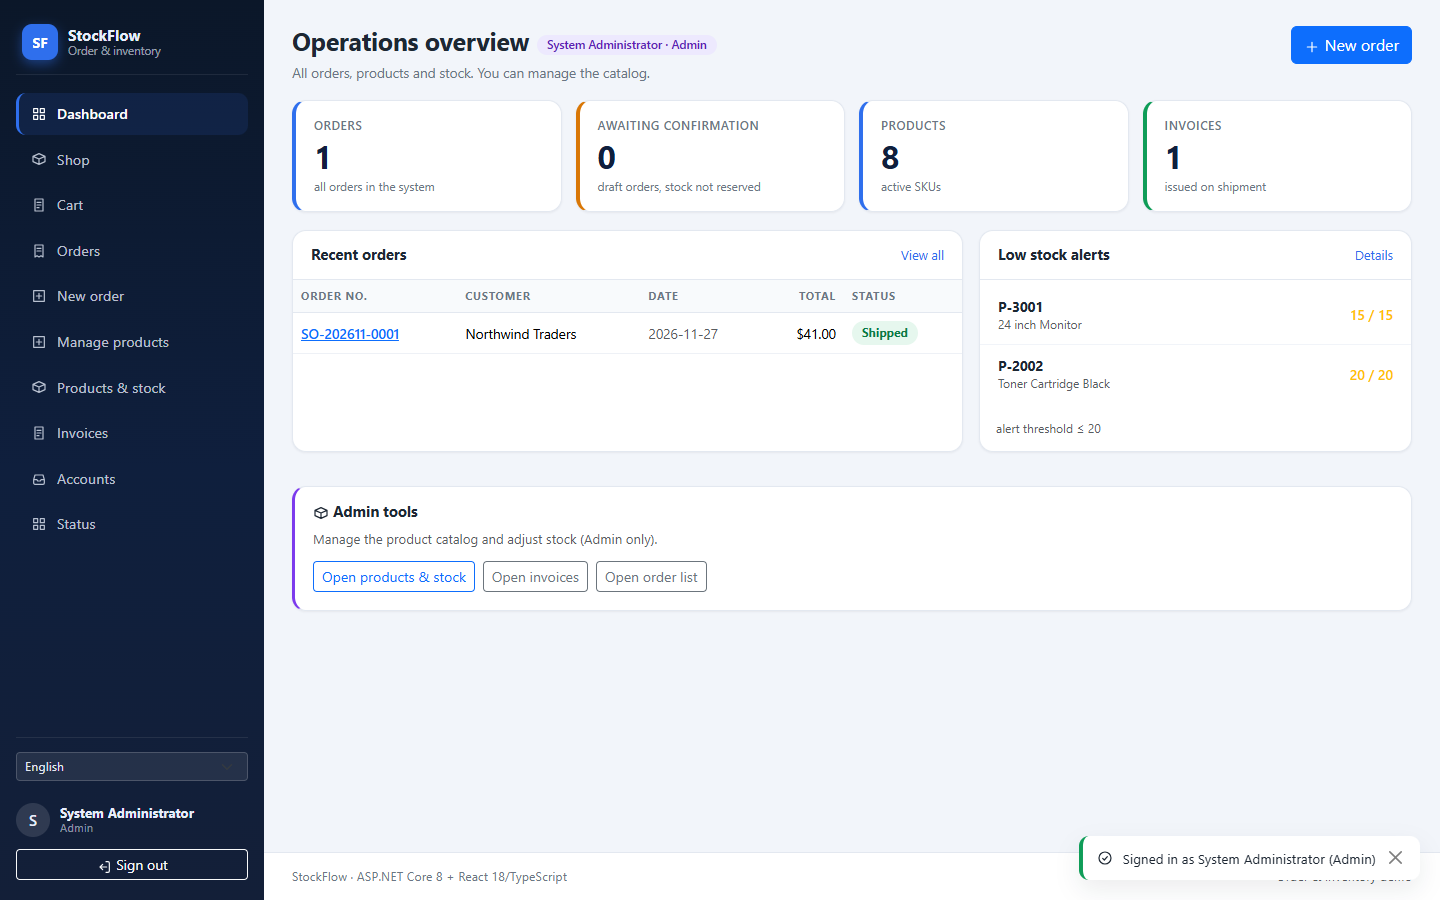 SF
StockFlow
Order & inventory
Dashboard
Shop
Cart
Orders
New order
Manage products
Products & stock
Invoices
Accounts
Status
English
S
System Administrator
Admin
Sign out
Operations overview
System Administrator · Admin
All orders, products and stock. You can manage the catalog.
+ New order
ORDERS
1
all orders in the system
AWAITING CONFIRMATION
0
draft orders, stock not reserved
PRODUCTS
8
active SKUs
INVOICES
1
issued on shipment
Recent orders
View all
ORDER NO. CUSTOMER DATE TOTAL STATUS
SO-202611-0001 Northwind Traders 2026-11-27 $41.00 Shipped
Low stock alerts
Details
P-3001
24 inch Monitor
15 / 15
P-2002
Toner Cartridge Black
20 / 20
alert threshold ≤ 20
Admin tools
Manage the product catalog and adjust stock (Admin only).
Open products & stock
Open invoices
Open order list
Signed in as System Administrator (Admin)
StockFlow · ASP.NET Core 8 + React 18/TypeScript